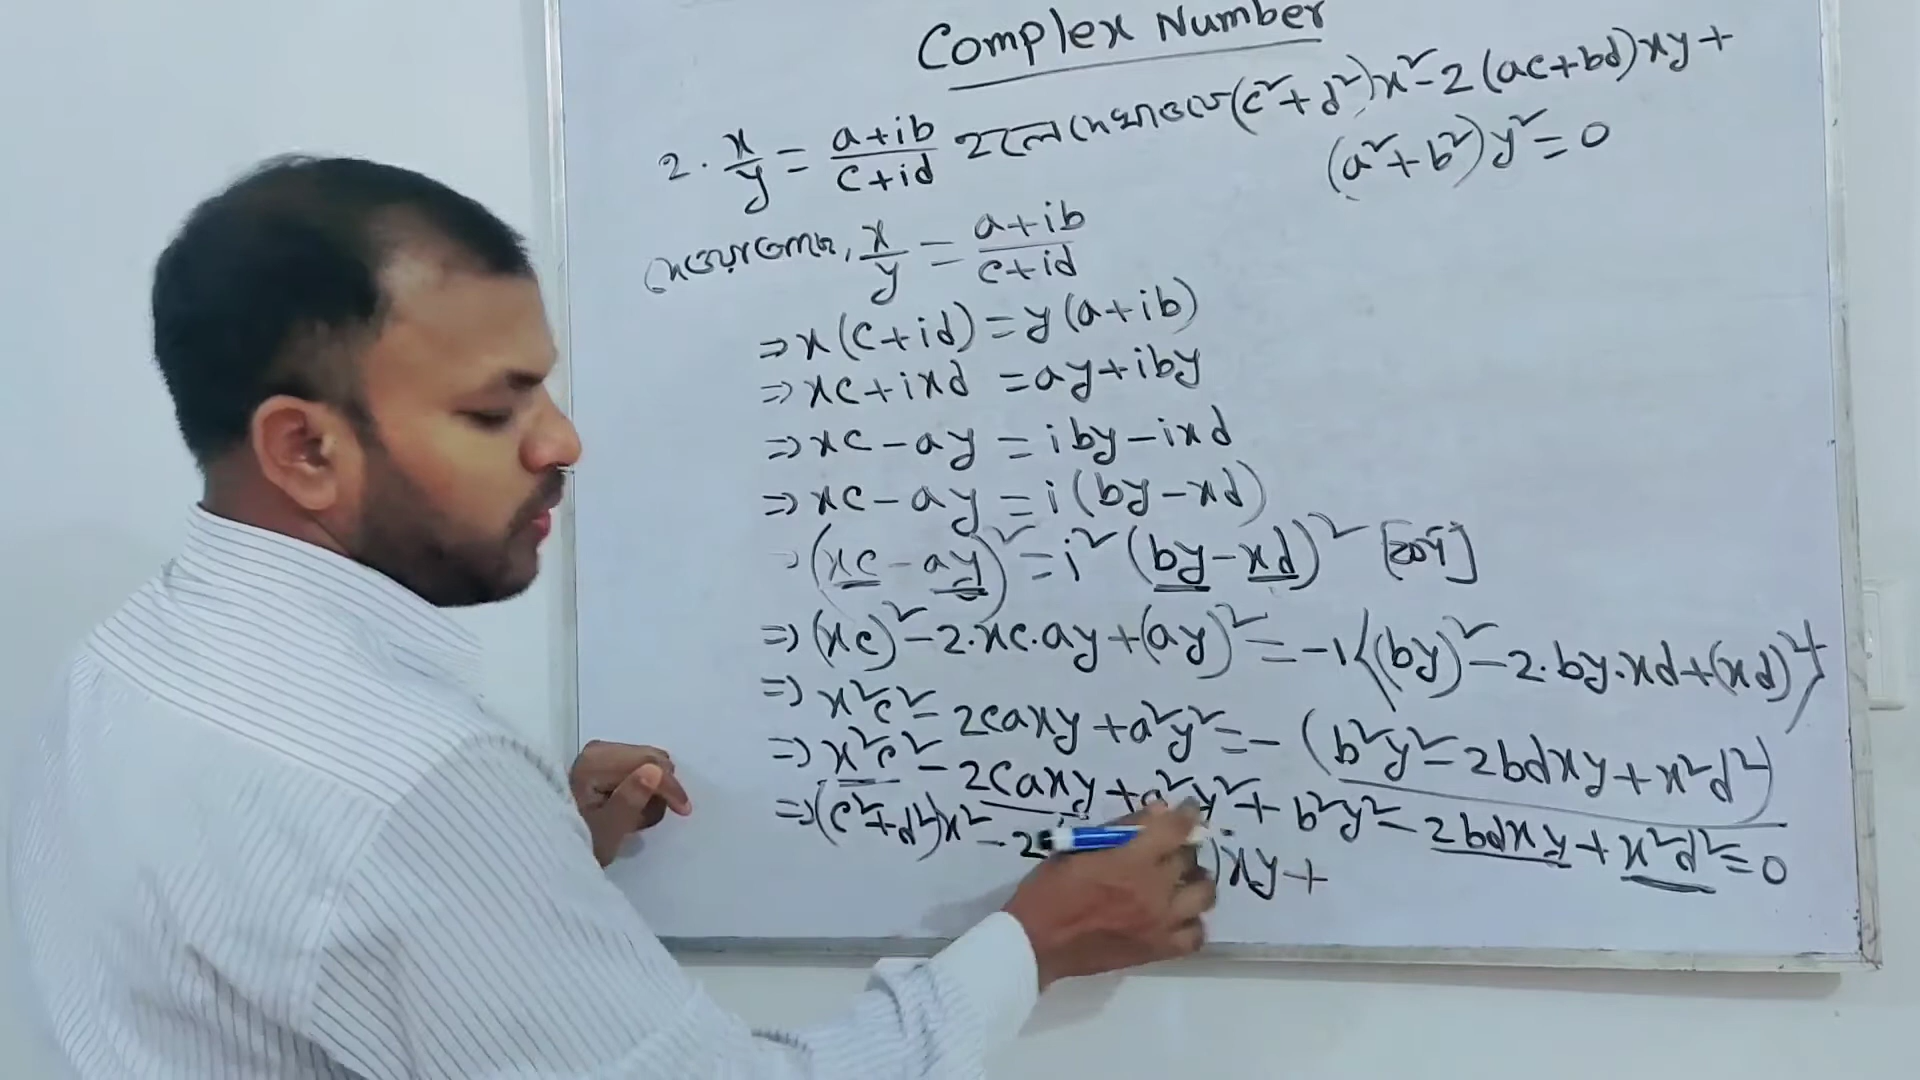 Complex Number
2. x/y = a+ib/c+id হলে দেখাও যে (c²+d²)x²-2(ac+bd)xy+
(a²+b²)y²=0
দেওয়া আছে, x/y = a+ib/c+id
⇒ x(c+id) = y(a+ib)
⇒ xc+ixd = ay+iby
⇒ xc-ay = iby-ixd
⇒ xc-ay = i(by-xd)
⇒ (xc-ay)² = i²(by-xd)² [বর্গ]
⇒ (xc)²-2.xc.ay+(ay)² = -1{(by)²-2.by.xd+(xd)²}
⇒ x²c²-2caxy+a²y² = -(b²y²-2bdxy+x²d²)
⇒ x²c²-2caxy+a²y²+b²y²-2bdxy+x²d²=0
⇒ (c²+d²)x²-2 )xy+